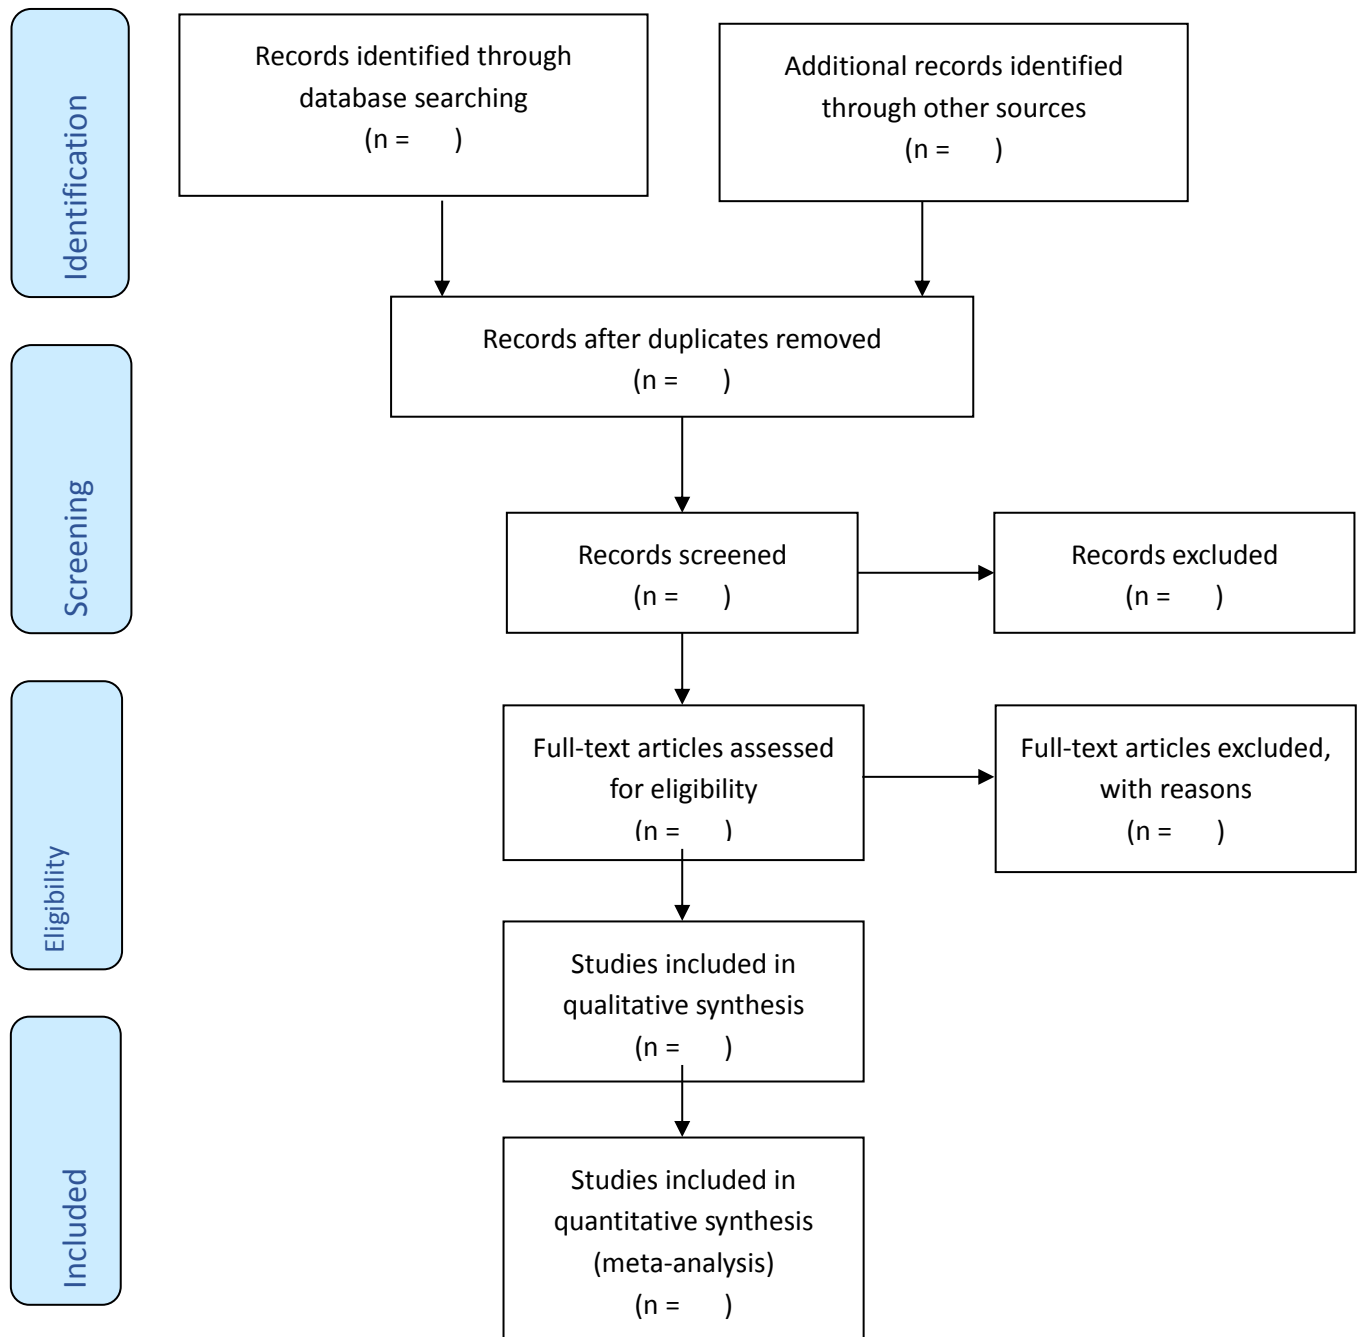 Identification
Records identified through
database searching
(n =      )
Additional records identified
through other sources
(n =      )
Records after duplicates removed
(n =      )
Screening
Records screened
(n =      )
Records excluded
(n =      )
Eligibility
Full-text articles assessed
for eligibility
(n =      )
Full-text articles excluded,
with reasons
(n =      )
Studies included in
qualitative synthesis
(n =      )
Included
Studies included in
quantitative synthesis
(meta-analysis)
(n =      )